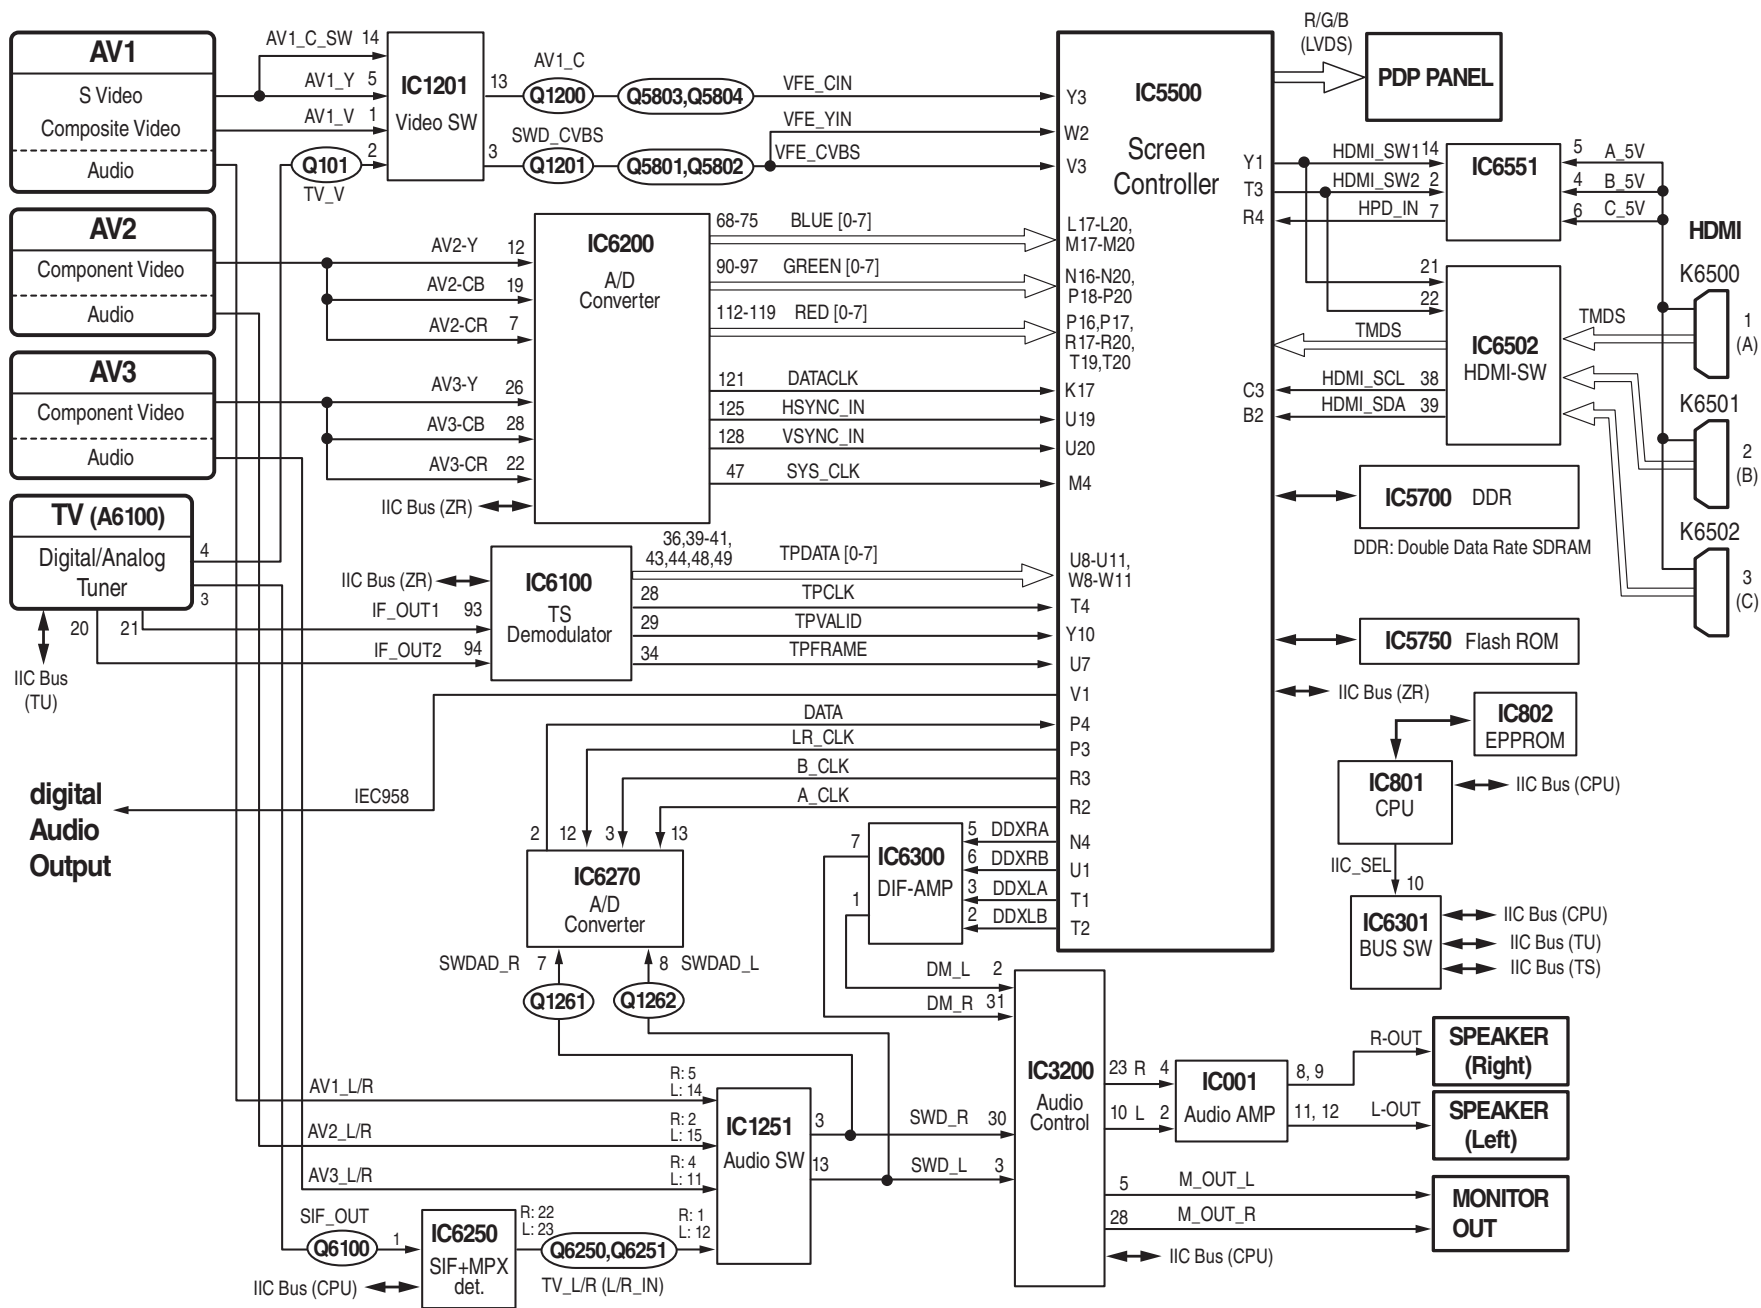 AV1
S Video
Composite Video
Audio
AV1_C_SW 14
AV1_Y 5
AV1_V 1
2
Q101
TV_V
IC1201
Video SW
13
3
AV1_C
Q1200
Q5803,Q5804
VFE_CIN
SWD_CVBS
Q1201
Q5801,Q5802
VFE_YIN
VFE_CVBS
AV2
Component Video
Audio
AV2-Y 12
AV2-CB 19
AV2-CR 7
AV3
Component Video
Audio
AV3-Y 26
AV3-CB 28
AV3-CR 22
IIC Bus (ZR)
IC6200
A/D
Converter
68-75 BLUE [0-7]
90-97 GREEN [0-7]
112-119 RED [0-7]
121 DATACLK
125 HSYNC_IN
128 VSYNC_IN
47 SYS_CLK
TV (A6100)
Digital/Analog
Tuner
4
3
20
21
IIC Bus
(TU)
IIC Bus (ZR)
IF_OUT1 93
IF_OUT2 94
IC6100
TS
Demodulator
36,39-41,
43,44,48,49
TPDATA [0-7]
28 TPCLK
29 TPVALID
34 TPFRAME
IC5500
Screen
Controller
Y3
W2
V3
L17-L20,
M17-M20
N16-N20,
P18-P20
P16,P17,
R17-R20,
T19,T20
K17
U19
U20
M4
U8-U11,
W8-W11
T4
Y10
U7
V1
P4
P3
R3
R2
N4
U1
T1
T2
Y1
T3
R4
C3
B2
R/G/B
(LVDS)
PDP PANEL
HDMI_SW1 14
HDMI_SW2 2
HPD_IN 7
IC6551
5 A_5V
4 B_5V
6 C_5V
HDMI
K6500
1
(A)
K6501
2
(B)
K6502
3
(C)
21
22
TMDS
HDMI_SCL 38
HDMI_SDA 39
IC6502
HDMI-SW
TMDS
IC5700 DDR
DDR: Double Data Rate SDRAM
IC5750 Flash ROM
IIC Bus (ZR)
IC802
EPPROM
IC801
CPU
IIC Bus (CPU)
IIC_SEL
10
IC6301
BUS SW
IIC Bus (CPU)
IIC Bus (TU)
IIC Bus (TS)
digital
Audio
Output
IEC958
DATA
LR_CLK
B_CLK
A_CLK
2
12
3
13
IC6270
A/D
Converter
SWDAD_R 7
8 SWDAD_L
Q1261
Q1262
7
1
IC6300
DIF-AMP
5 DDXRA
6 DDXRB
3 DDXLA
2 DDXLB
DM_L 2
DM_R 31
AV1_L/R
R: 5
L: 14
AV2_L/R
R: 2
L: 15
AV3_L/R
R: 4
L: 11
R: 1
L: 12
IC1251
Audio SW
3
13
SWD_R 30
SWD_L 3
SIF_OUT
Q6100
1
IIC Bus (CPU)
IC6250
SIF+MPX
det.
R: 22
L: 23
Q6250,Q6251
TV_L/R (L/R_IN)
IC3200
Audio
Control
23 R 4
10 L 2
IC001
Audio AMP
8, 9
11, 12
R-OUT
L-OUT
SPEAKER
(Right)
SPEAKER
(Left)
5 M_OUT_L
28 M_OUT_R
MONITOR
OUT
IIC Bus (CPU)